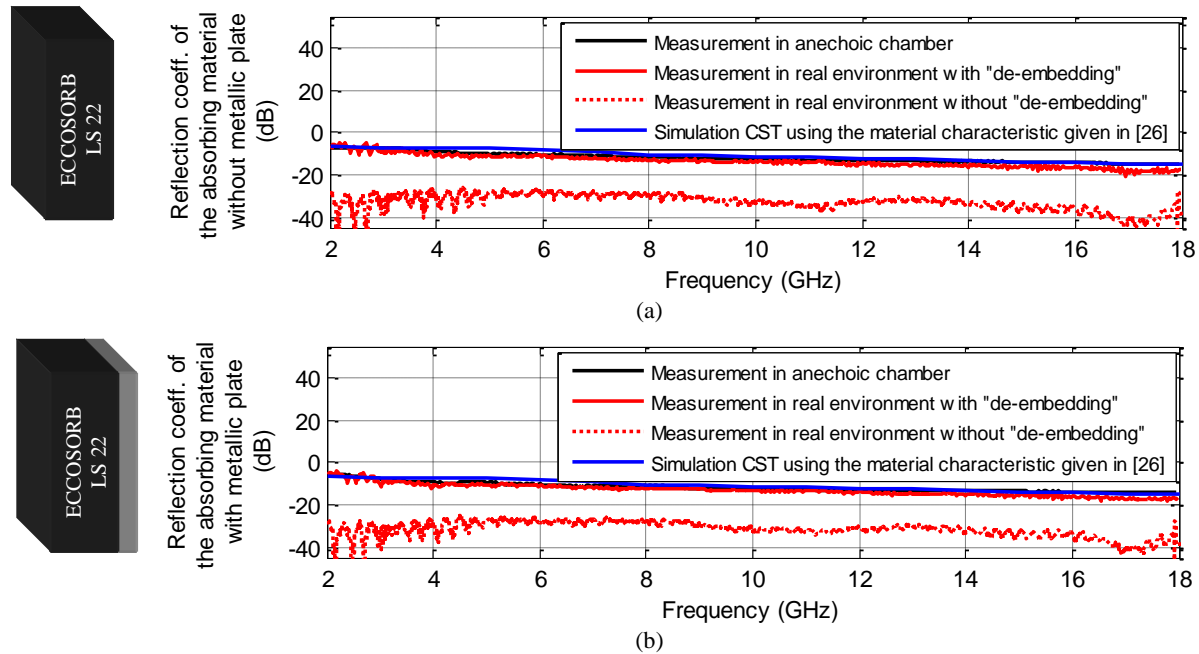 ECCOSORB
LS 22
Reflection coeff. of
the absorbing material
without metallic plate
(dB)
40
20
0
-20
-40
Measurement in anechoic chamber
Measurement in real environment with "de-embedding"
Measurement in real environment without "de-embedding"
Simulation CST using the material characteristic given in [26]
2 4 6 8 10 12 14 16 18
Frequency (GHz)
(a)
ECCOSORB
LS 22
Reflection coeff. of
the absorbing material
with metallic plate
(dB)
40
20
0
-20
-40
Measurement in anechoic chamber
Measurement in real environment with "de-embedding"
Measurement in real environment without "de-embedding"
Simulation CST using the material characteristic given in [26]
2 4 6 8 10 12 14 16 18
Frequency (GHz)
(b)